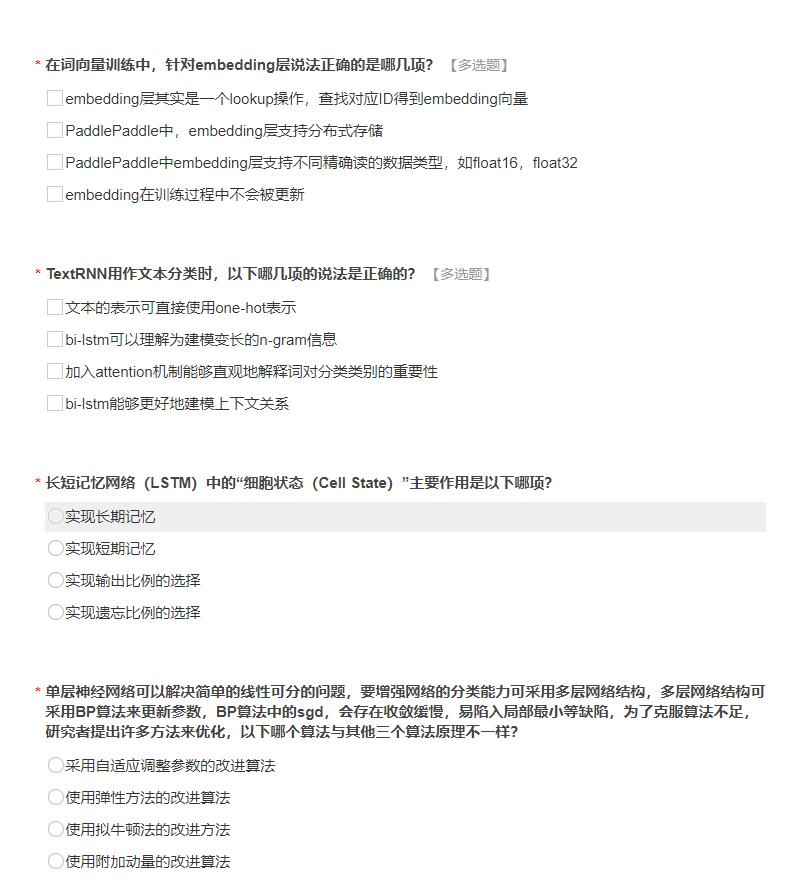 * 在词向量训练中，针对embedding层说法正确的是哪几项？ 【多选题】
embedding层其实是一个lookup操作，查找对应ID得到embedding向量
PaddlePaddle中，embedding层支持分布式存储
PaddlePaddle中embedding层支持不同精确读的数据类型，如float16，float32
embedding在训练过程中不会被更新
* TextRNN用作文本分类时，以下哪几项的说法是正确的？ 【多选题】
文本的表示可直接使用one-hot表示
bi-lstm可以理解为建模变长的n-gram信息
加入attention机制能够直观地解释词对分类类别的重要性
bi-lstm能够更好地建模上下文关系
* 长短记忆网络（LSTM）中的“细胞状态（Cell State）”主要作用是以下哪项？
实现长期记忆
实现短期记忆
实现输出比例的选择
实现遗忘比例的选择
* 单层神经网络可以解决简单的线性可分的问题，要增强网络的分类能力可采用多层网络结构，多层网络结构可
采用BP算法来更新参数，BP算法中的sgd，会存在收敛缓慢，易陷入局部最小等缺陷，为了克服算法不足，
研究者提出许多方法来优化，以下哪个算法与其他三个算法原理不一样？
采用自适应调整参数的改进算法
使用弹性方法的改进算法
使用拟牛顿法的改进方法
使用附加动量的改进算法